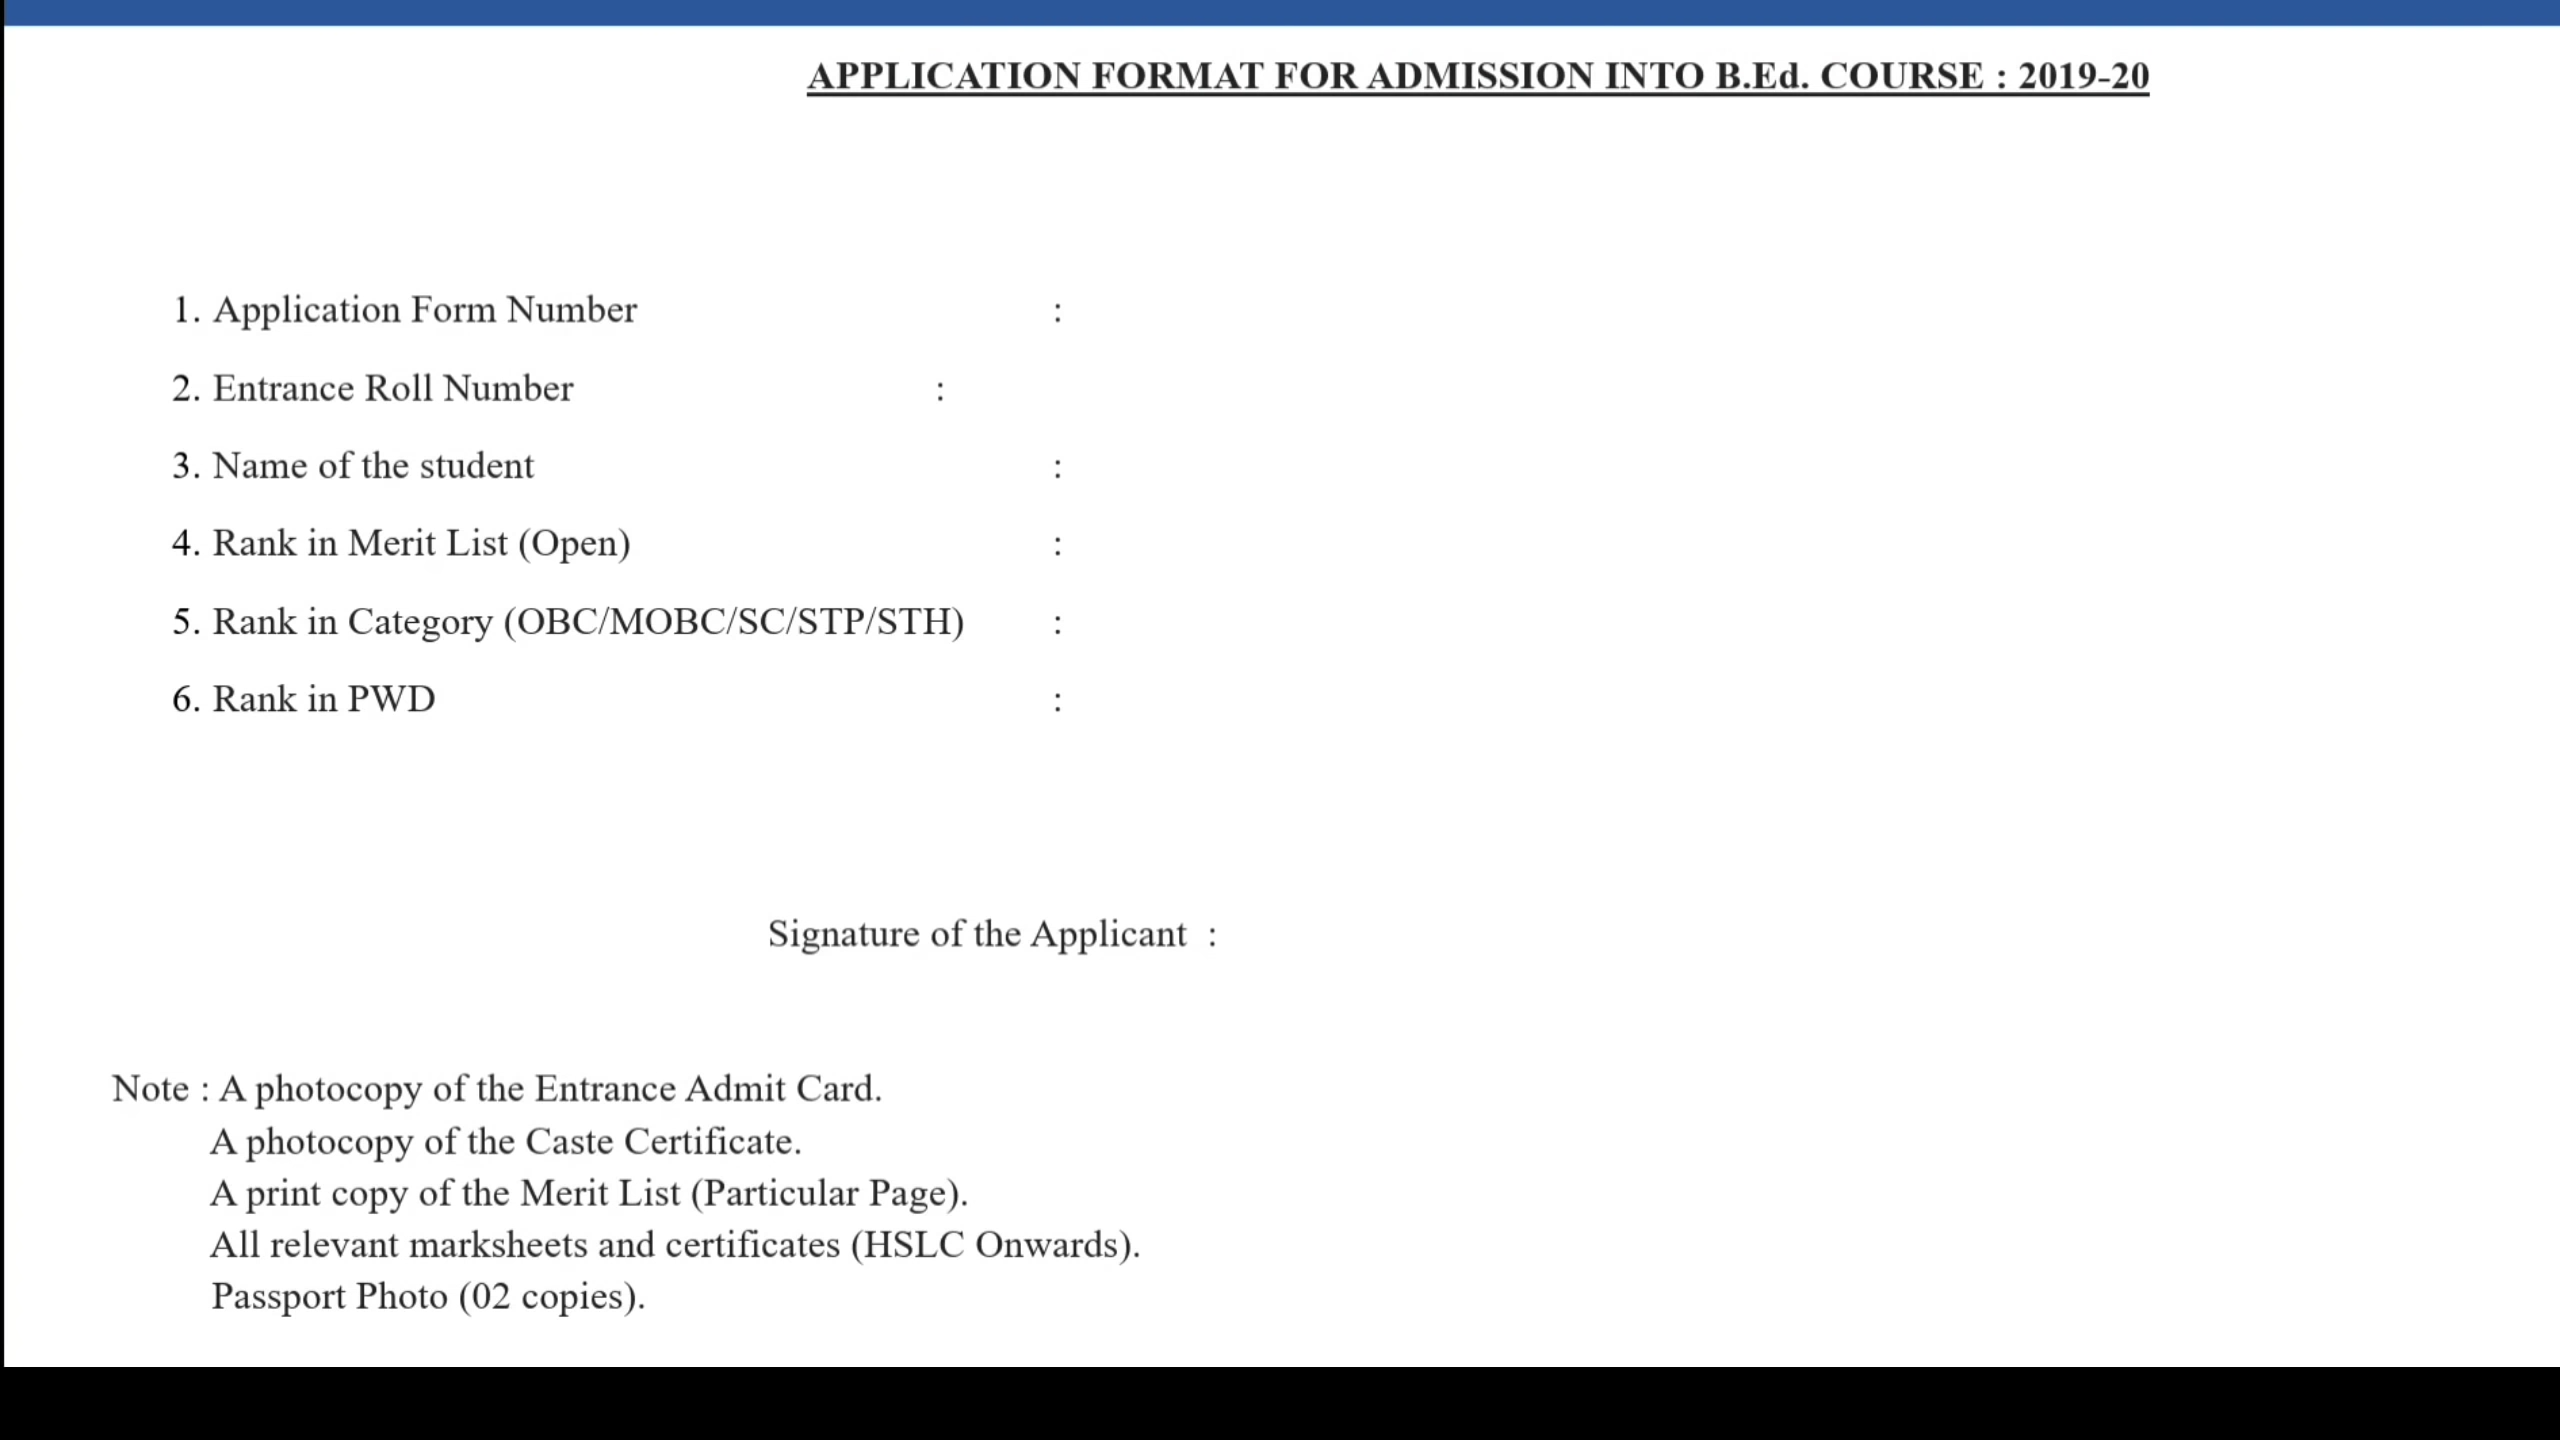 APPLICATION FORMAT FOR ADMISSION INTO B.Ed. COURSE : 2019-20
1. Application Form Number :
2. Entrance Roll Number :
3. Name of the student :
4. Rank in Merit List (Open) :
5. Rank in Category (OBC/MOBC/SC/STP/STH) :
6. Rank in PWD :
Signature of the Applicant :
Note : A photocopy of the Entrance Admit Card.
A photocopy of the Caste Certificate.
A print copy of the Merit List (Particular Page).
All relevant marksheets and certificates (HSLC Onwards).
Passport Photo (02 copies).